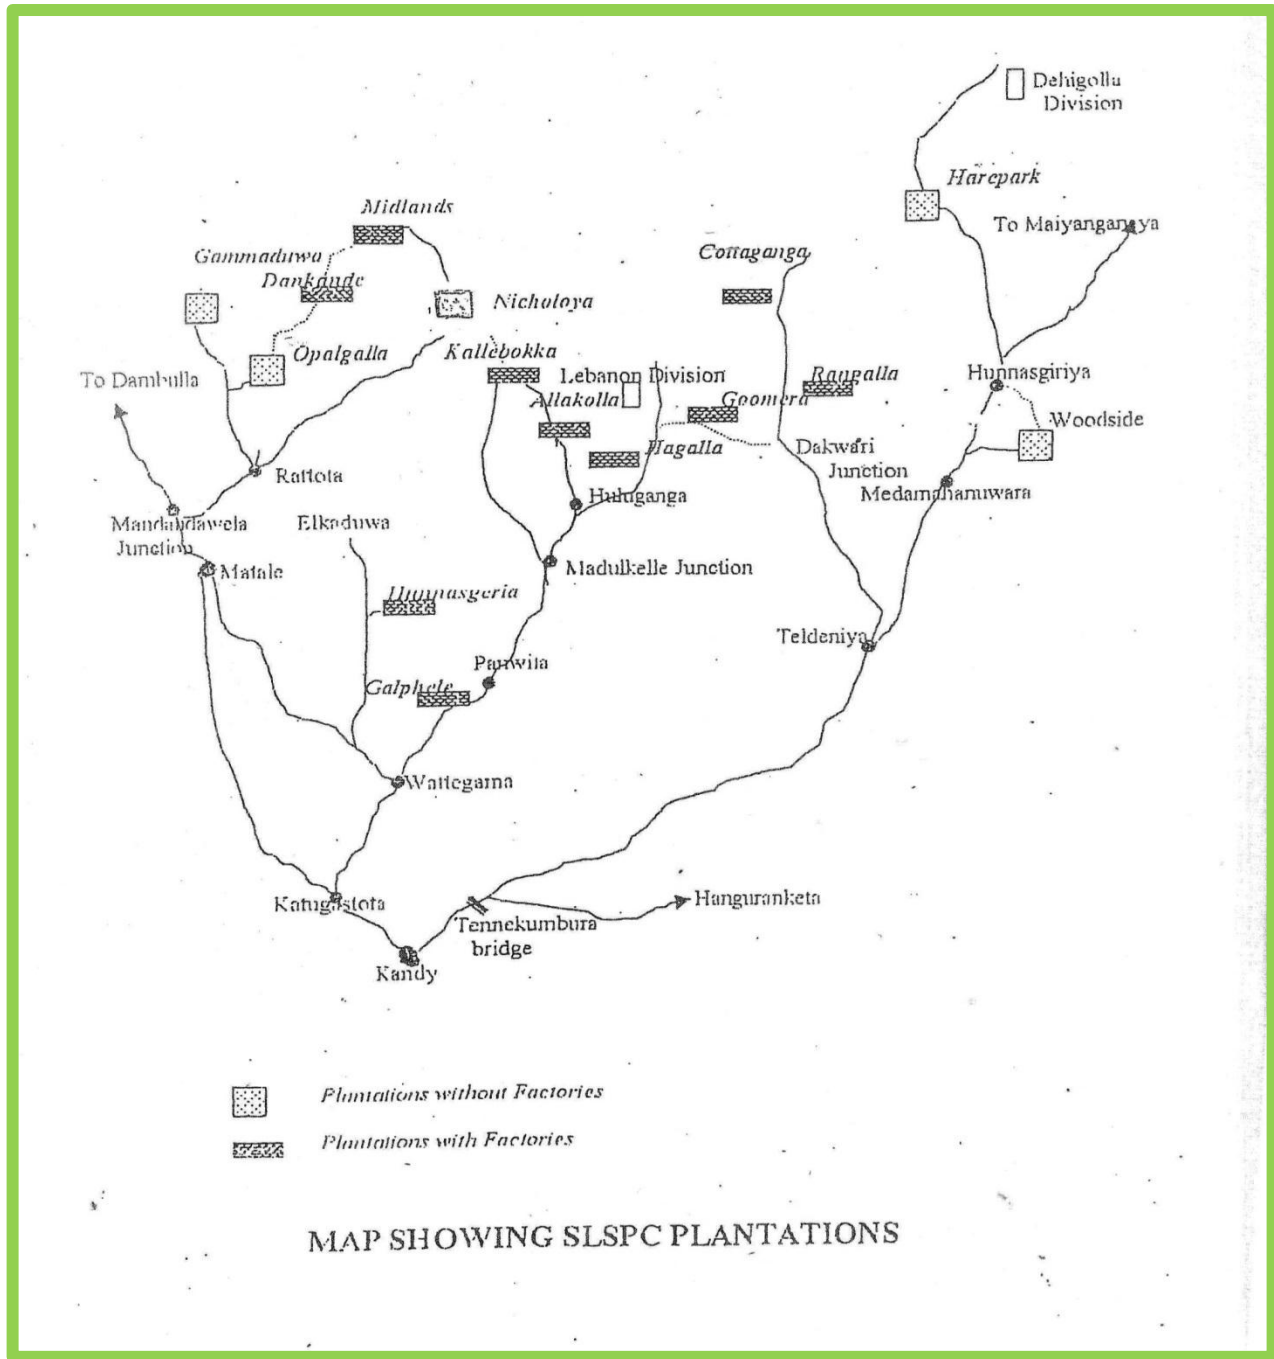 Dehigolla
Division
Harepark
To Maiyanganaya
Midlands
Gammaduwa
Dankande
Cottaganga
Nicholoya
Opalgalla
Kallebokka
To Dambulla
Lebanon Division
Rangalla
Hunnasgiriya
Allakolla
Goomera
Woodside
Hagalla
Dakwari
Junction
Rattota
Medamahanuwara
Huluganga
Mandandawela
Junction
Elkaduwa
Matale
Madulkelle Junction
Hunnasgeria
Teldeniya
Panwila
Galphele
Wattegama
Katugastota
Hanguranketa
Tennekumbura
bridge
Kandy
Plantations without Factories
Plantations with Factories
MAP SHOWING SLSPC PLANTATIONS